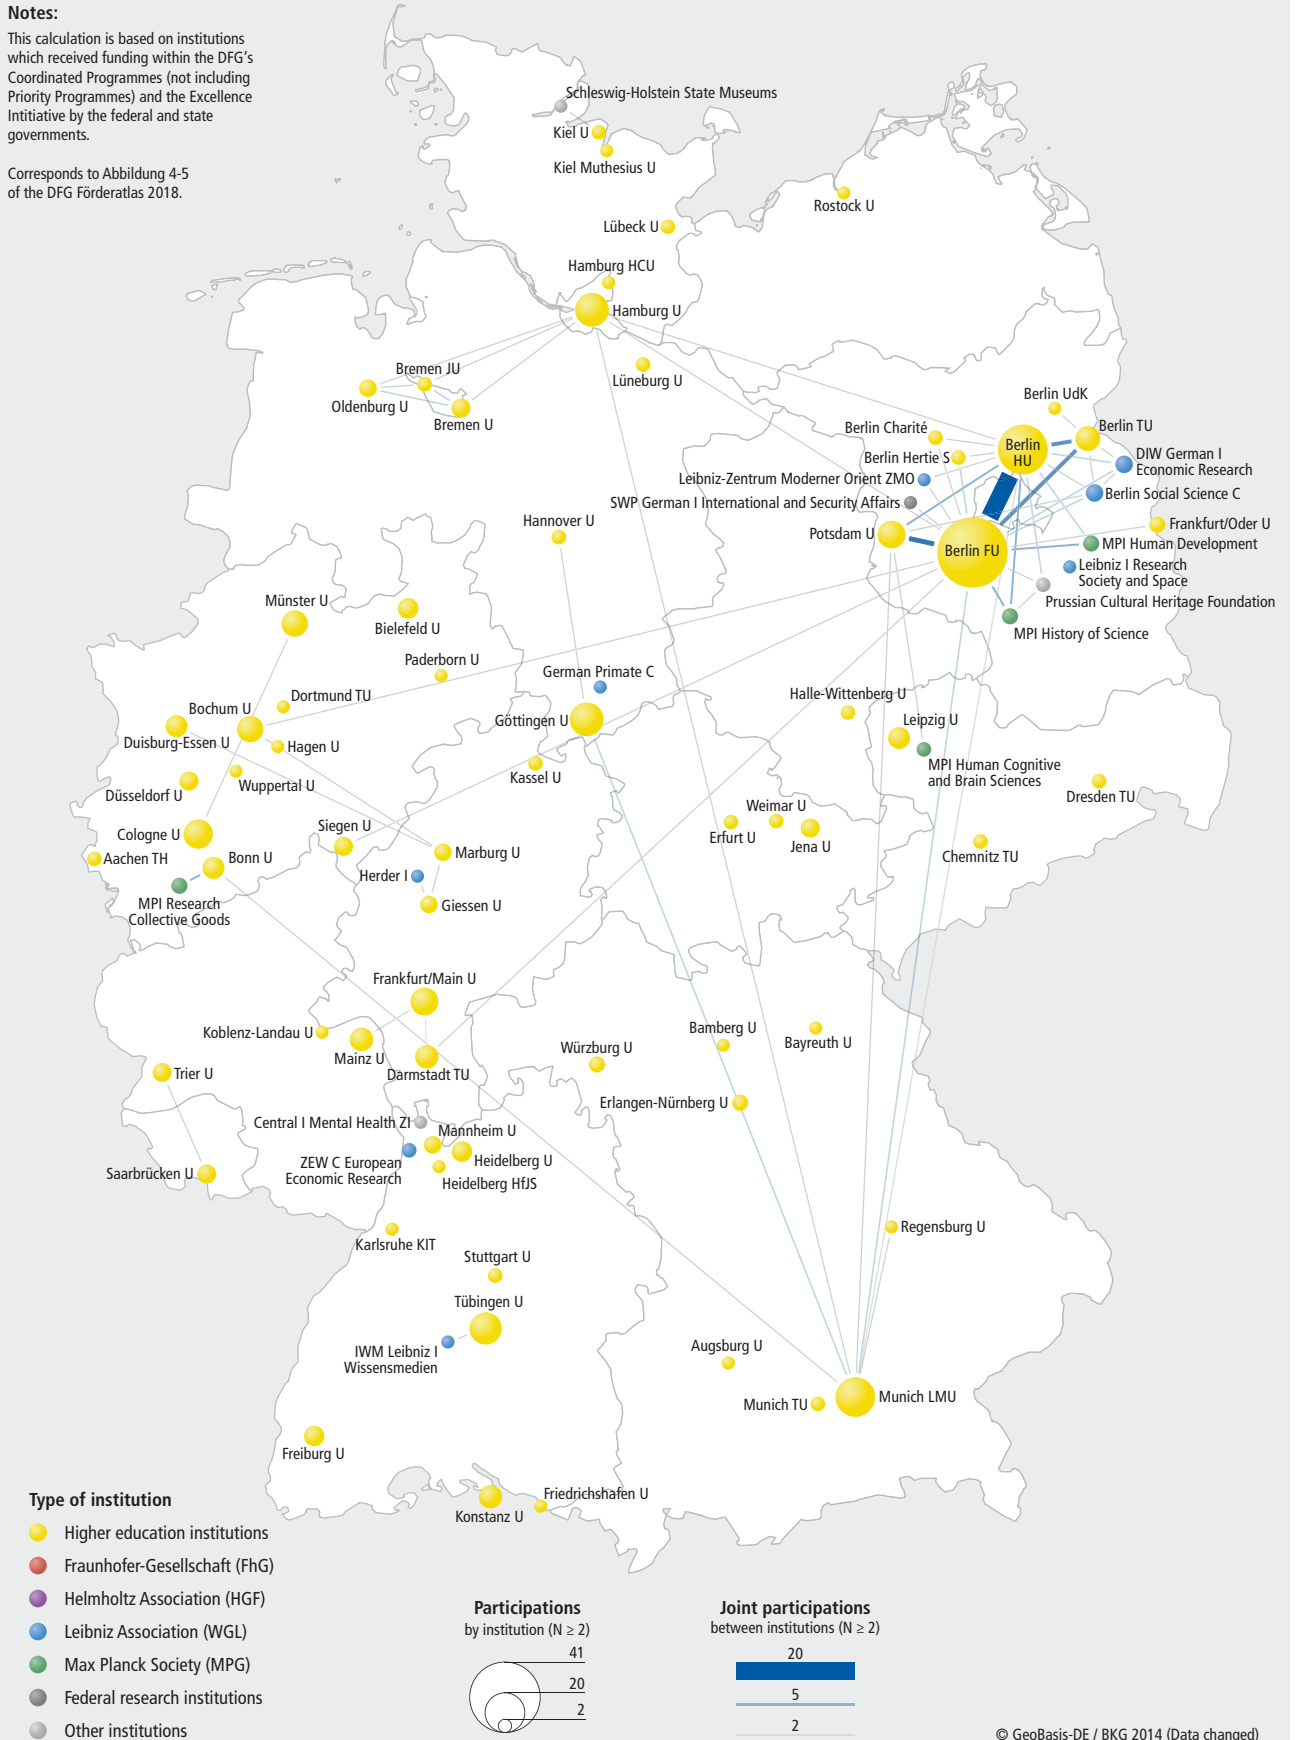 Notes:
This calculation is based on institutions
which received funding within the DFG's
Coordinated Programmes (not including
Priority Programmes) and the Excellence
Intitiative by the federal and state
governments.
Corresponds to Abbildung 4-5
of the DFG Förderatlas 2018.
Schleswig-Holstein State Museums
Kiel U
Kiel Muthesius U
Rostock U
Lübeck U
Hamburg HCU
Hamburg U
Bremen JU
Lüneburg U
Oldenburg U
Bremen U
Berlin UdK
Berlin Charité
Berlin TU
Berlin
HU
Berlin Hertie S
DIW German I
Economic Research
Leibniz-Zentrum Moderner Orient ZMO
Berlin Social Science C
SWP German I International and Security Affairs
Hannover U
Frankfurt/Oder U
Potsdam U
MPI Human Development
Berlin FU
Leibniz I Research
Society and Space
Prussian Cultural Heritage Foundation
MPI History of Science
Münster U
Bielefeld U
Paderborn U
German Primate C
Dortmund TU
Halle-Wittenberg U
Bochum U
Göttingen U
Leipzig U
Duisburg-Essen U
Hagen U
MPI Human Cognitive
and Brain Sciences
Kassel U
Wuppertal U
Düsseldorf U
Dresden TU
Weimar U
Siegen U
Cologne U
Erfurt U
Jena U
Marburg U
Chemnitz TU
Aachen TH
Bonn U
Herder I
MPI Research
Collective Goods
Giessen U
Frankfurt/Main U
Koblenz-Landau U
Bamberg U
Bayreuth U
Mainz U
Würzburg U
Trier U
Darmstadt TU
Erlangen-Nürnberg U
Central I Mental Health ZI
Mannheim U
ZEW C European
Economic Research
Heidelberg U
Saarbrücken U
Heidelberg HfJS
Regensburg U
Karlsruhe KIT
Stuttgart U
Tübingen U
IWM Leibniz I
Wissensmedien
Augsburg U
Munich TU
Munich LMU
Freiburg U
Friedrichshafen U
Konstanz U
Type of institution
Higher education institutions
Fraunhofer-Gesellschaft (FhG)
Helmholtz Association (HGF)
Leibniz Association (WGL)
Max Planck Society (MPG)
Federal research institutions
Other institutions
Participations
by institution (N ≥ 2)
41
20
2
Joint participations
between institutions (N ≥ 2)
20
5
2
© GeoBasis-DE / BKG 2014 (Data changed)